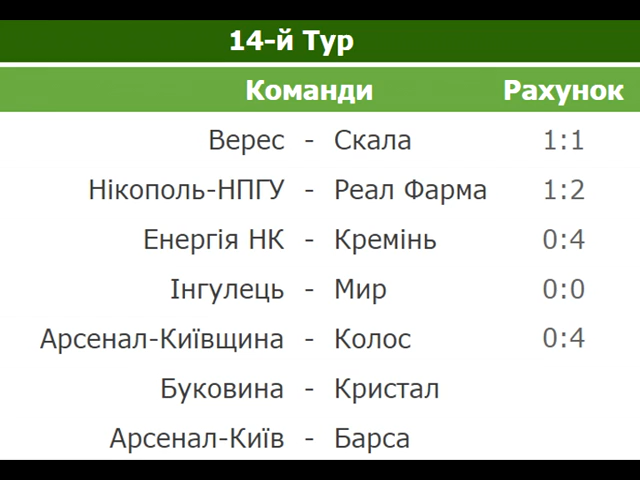 14-й Тур
Команди Рахунок
Верес - Скала 1:1
Нікополь-НПГУ - Реал Фарма 1:2
Енергія НК - Кремінь 0:4
Інгулець - Мир 0:0
Арсенал-Київщина - Колос 0:4
Буковина - Кристал
Арсенал-Київ - Барса